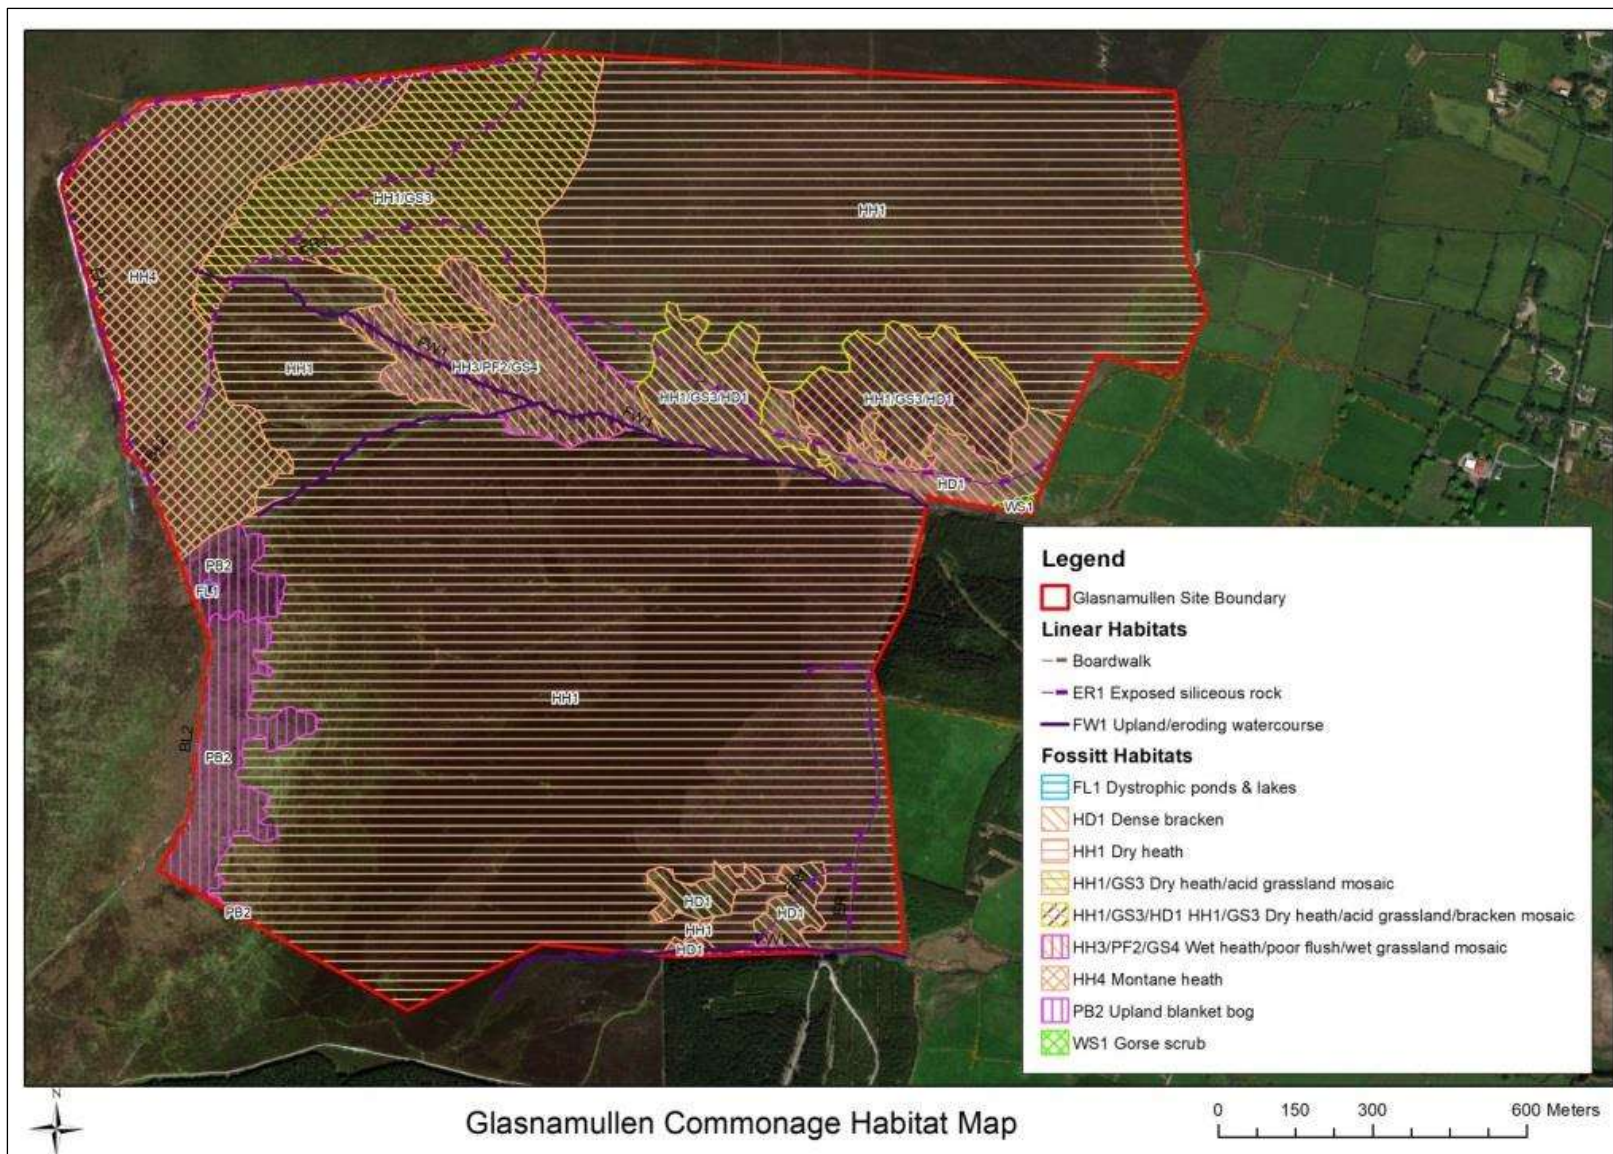 HH1/GS3
HH1
ER1
HH4
FW1
HH1
HH3/PF2/GS4
HH1/GS3/HD1
HH1/GS3/HD1
FW1
BL2
HD1
WS1
PB2
FL1
HH1
BL2
PB2
HD1
HD1
PB2
HH1
HD1
Legend
Glasnamullen Site Boundary
Linear Habitats
Boardwalk
ER1 Exposed siliceous rock
FW1 Upland/eroding watercourse
Fossitt Habitats
FL1 Dystrophic ponds & lakes
HD1 Dense bracken
HH1 Dry heath
HH1/GS3 Dry heath/acid grassland mosaic
HH1/GS3/HD1 HH1/GS3 Dry heath/acid grassland/bracken mosaic
HH3/PF2/GS4 Wet heath/poor flush/wet grassland mosaic
HH4 Montane heath
PB2 Upland blanket bog
WS1 Gorse scrub
N
Glasnamullen Commonage Habitat Map
0 150 300 600 Meters